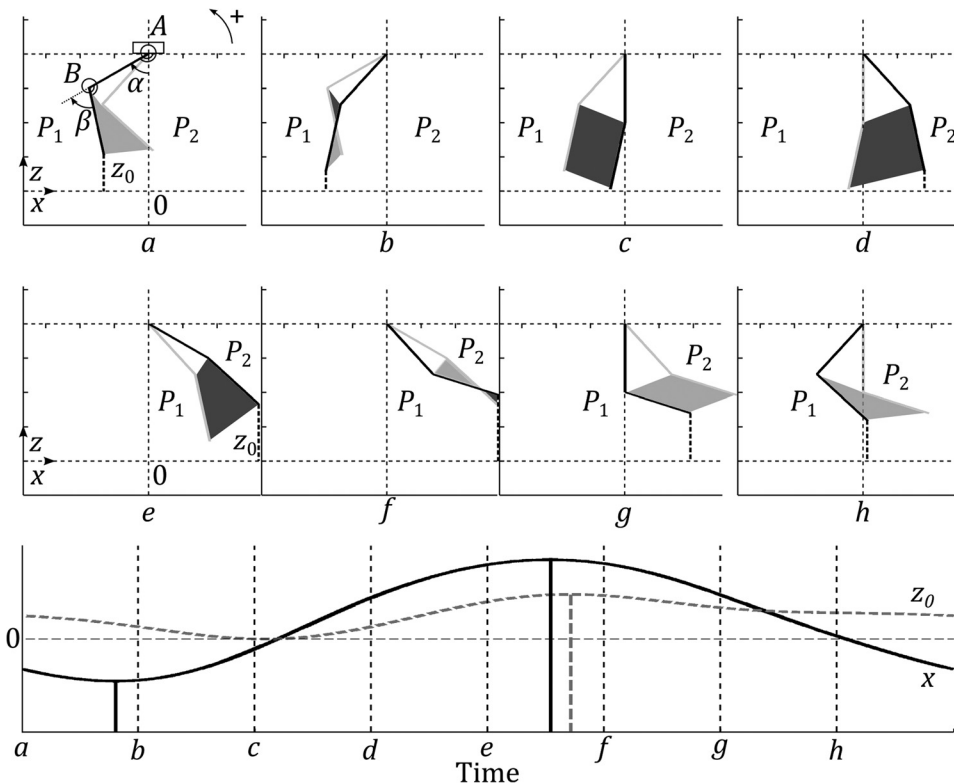 A +
B α
β
P₁ P₂
z z₀
x 0
a
P₁ P₂
b
P₁ P₂
c
P₁ P₂
d
P₂
P₁
z z₀
x 0
e
P₂
P₁
f
P₂
P₁
g
P₂
P₁
h
z₀
0
x
a b c d e f g h
Time